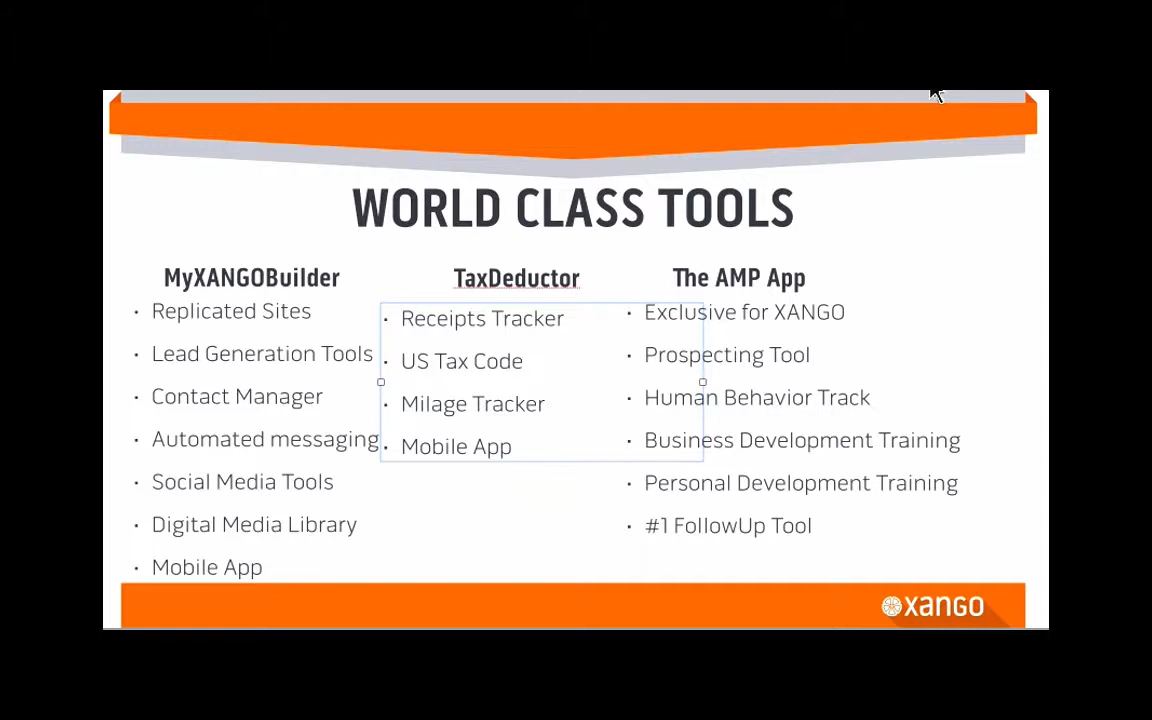 WORLD CLASS TOOLS
MyXANGOBuilder
• Replicated Sites
• Lead Generation Tools
• Contact Manager
• Automated messaging
• Social Media Tools
• Digital Media Library
• Mobile App
TaxDeductor
• Receipts Tracker
• US Tax Code
• Milage Tracker
• Mobile App
The AMP App
• Exclusive for XANGO
• Prospecting Tool
• Human Behavior Track
• Business Development Training
• Personal Development Training
• #1 FollowUp Tool
xango